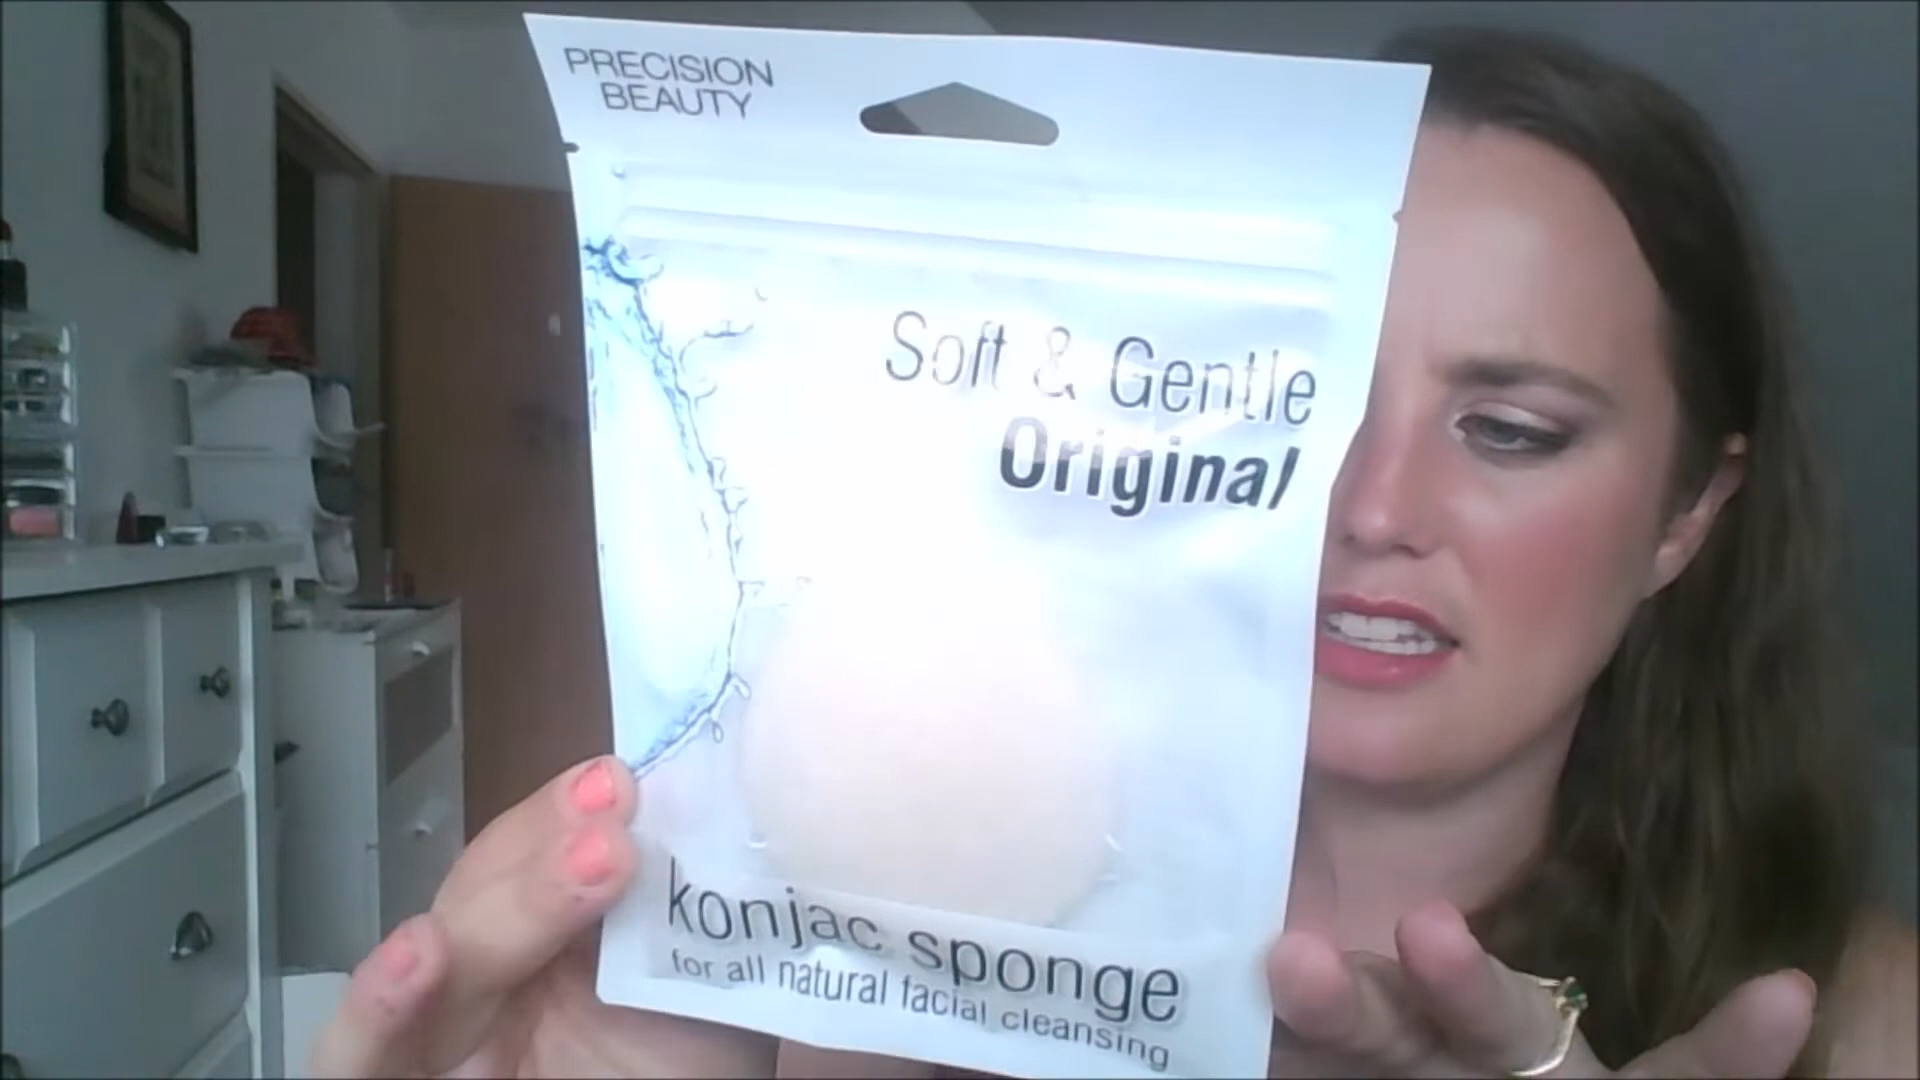 PRECISION
BEAUTY
Soft & Gentle
Original
konjac sponge
for all natural facial cleansing